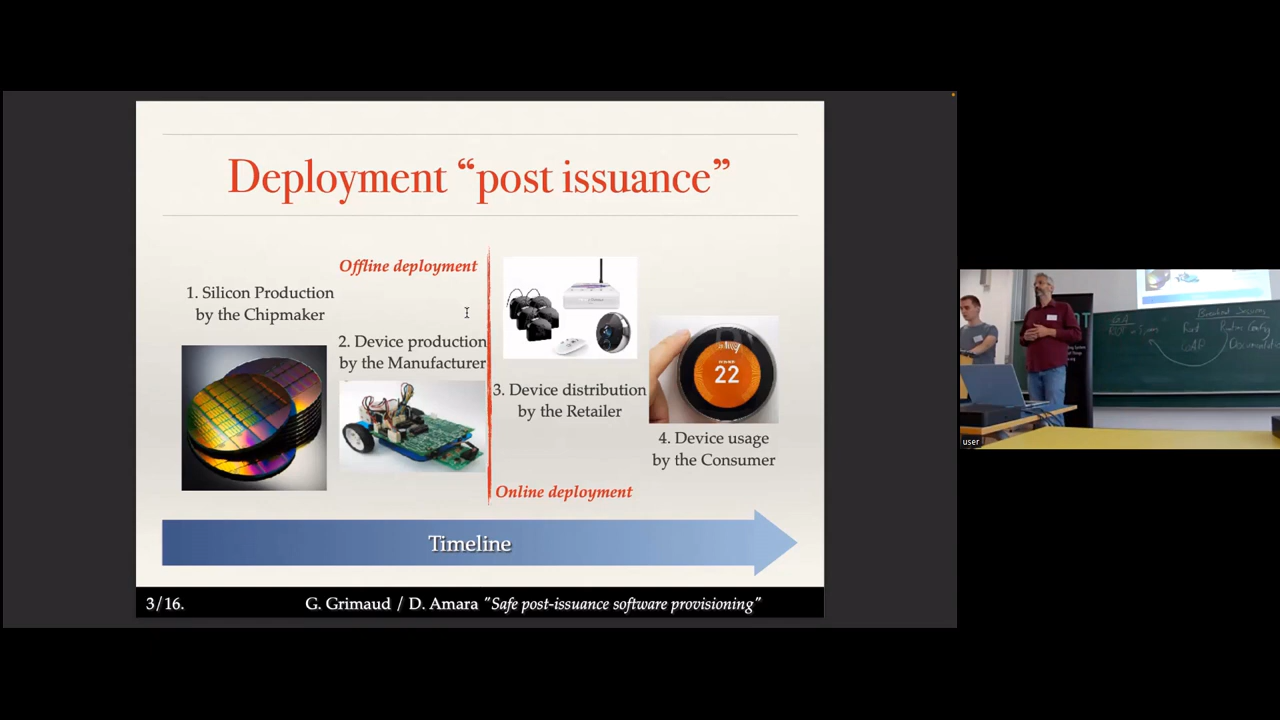 Deployment “post issuance”
Offline deployment
1. Silicon Production
by the Chipmaker
2. Device production
by the Manufacturer
3. Device distribution
by the Retailer
22
4. Device usage
by the Consumer
Online deployment
Timeline
3/16.
G. Grimaud / D. Amara "Safe post-issuance software provisioning"
user